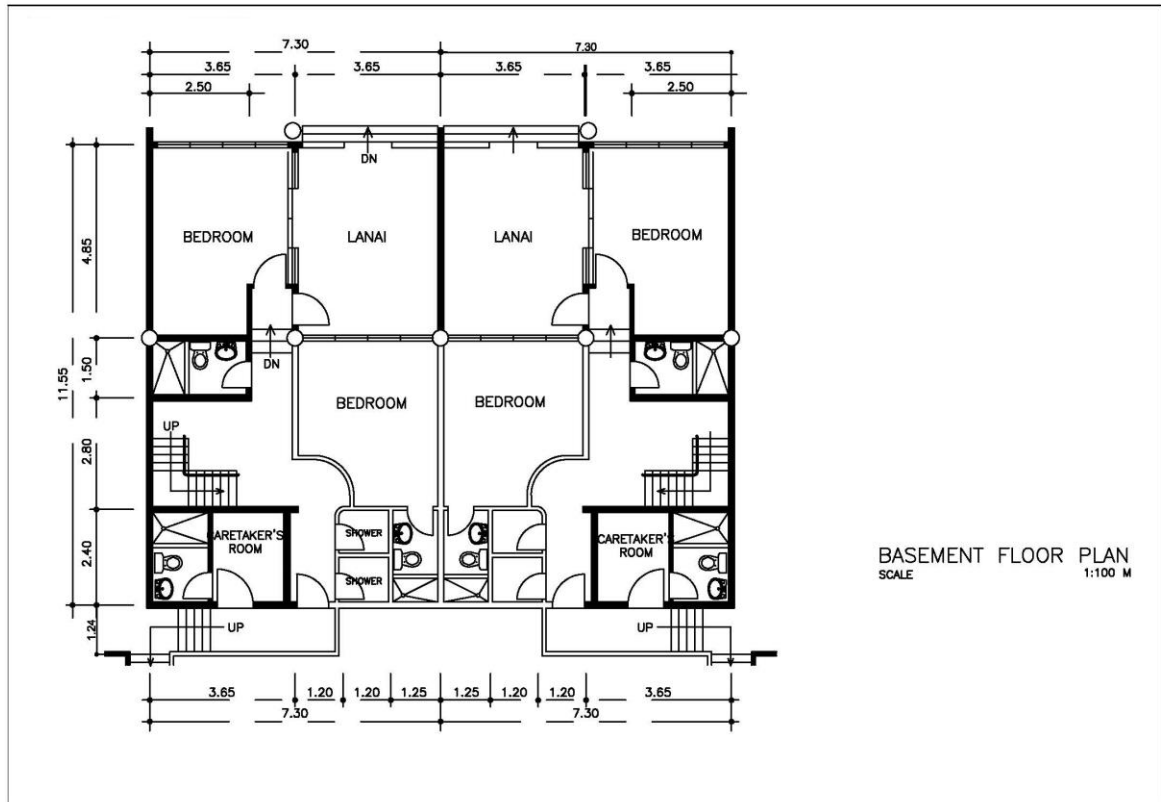 7.30 7.30
3.65 3.65 3.65 3.65
2.50 2.50
DN
BEDROOM LANAI LANAI BEDROOM
4.85
11.55
1.50
DN
BEDROOM BEDROOM
UP
2.80
SHOWER
CARETAKER'S ROOM
CARETAKER'S ROOM
2.40
SHOWER
BASEMENT FLOOR PLAN
SCALE 1:100 M
1.24
UP UP
3.65 1.20 1.20 1.25 1.25 1.20 1.20 3.65
7.30 7.30